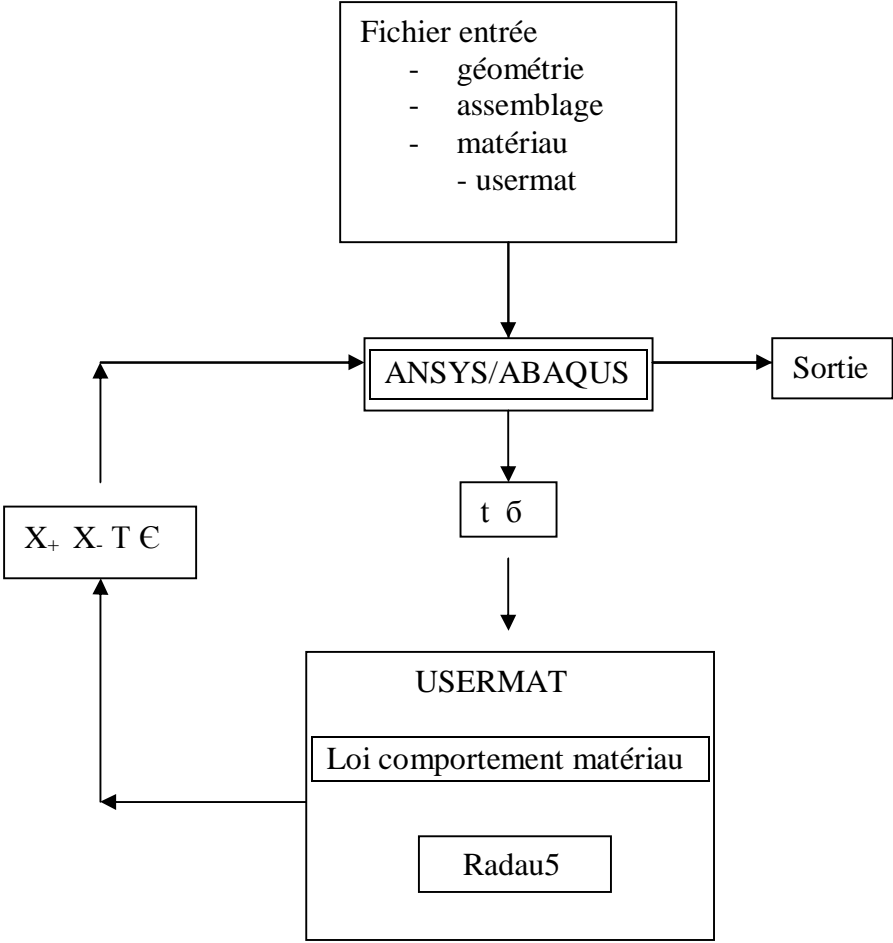 Fichier entrée
- géométrie
- assemblage
- matériau
- usermat
ANSYS/ABAQUS
Sortie
t б
X₊ X₋ T Є
USERMAT
Loi comportement matériau
Radau5